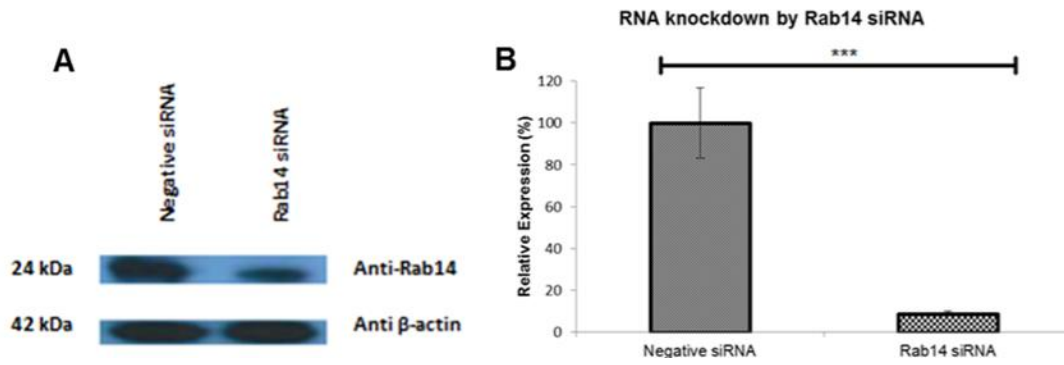 A
Negative siRNA
Rab14 siRNA
24 kDa
Anti-Rab14
42 kDa
Anti β-actin
RNA knockdown by Rab14 siRNA
B
***
Relative Expression (%)
120
100
80
60
40
20
0
Negative siRNA
Rab14 siRNA